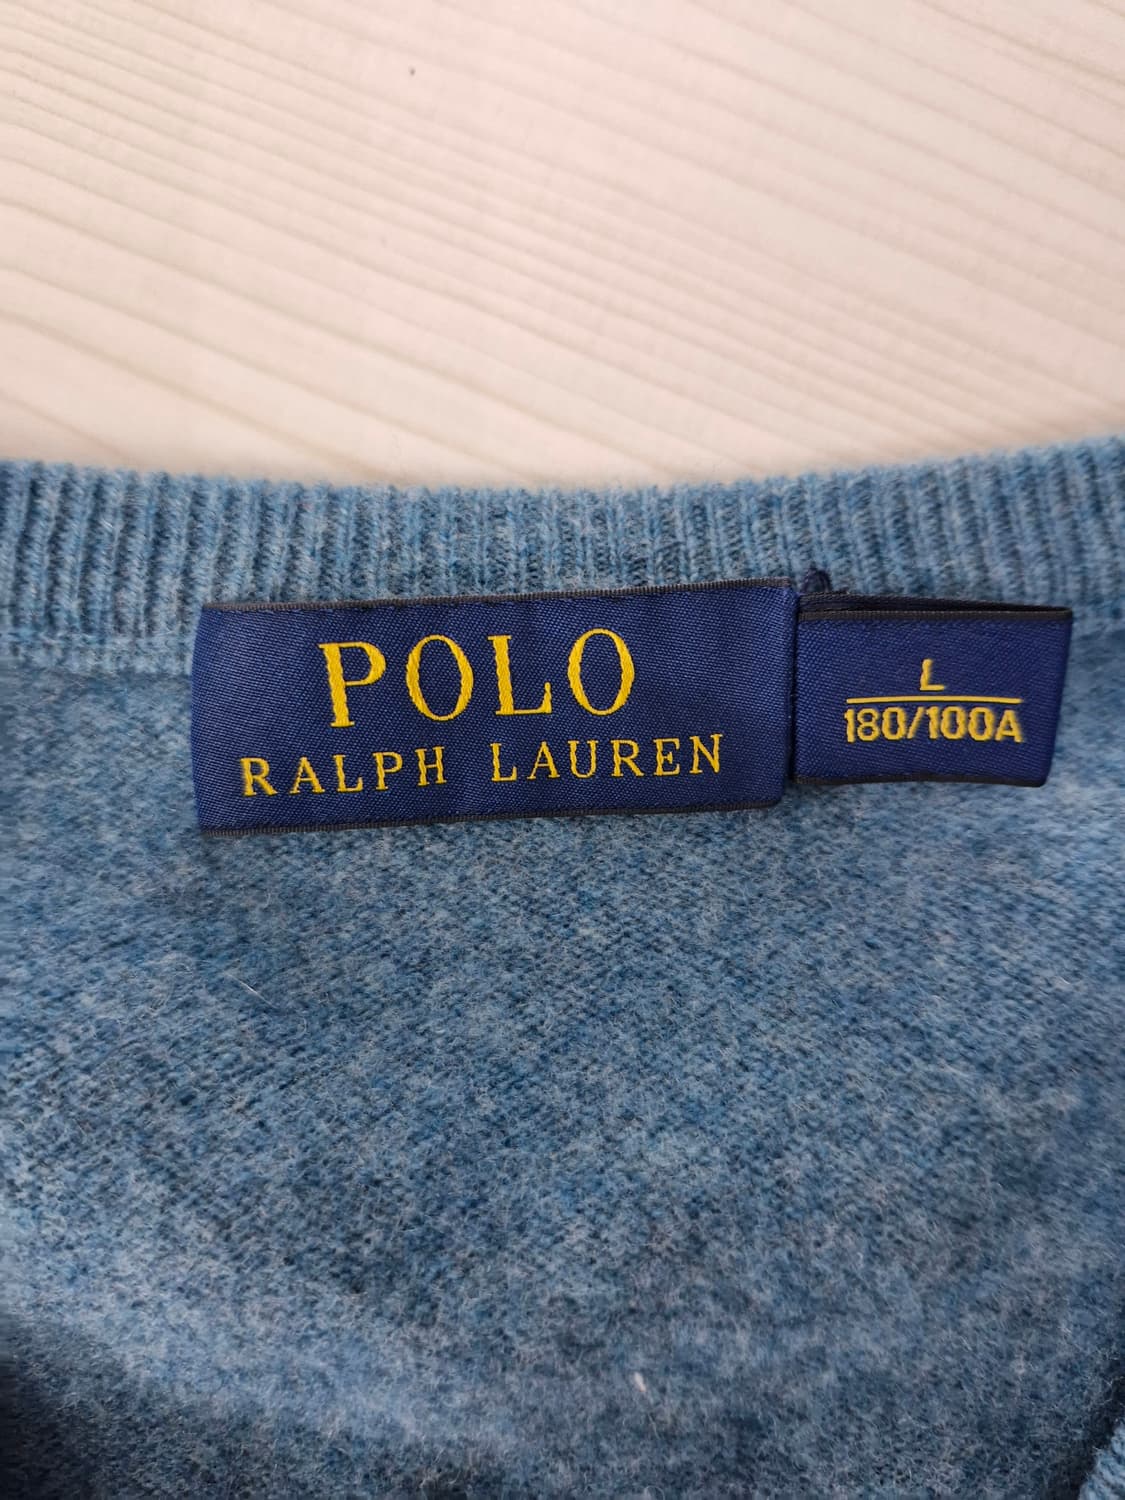 POLO
RALPH LAUREN
L
180/100A